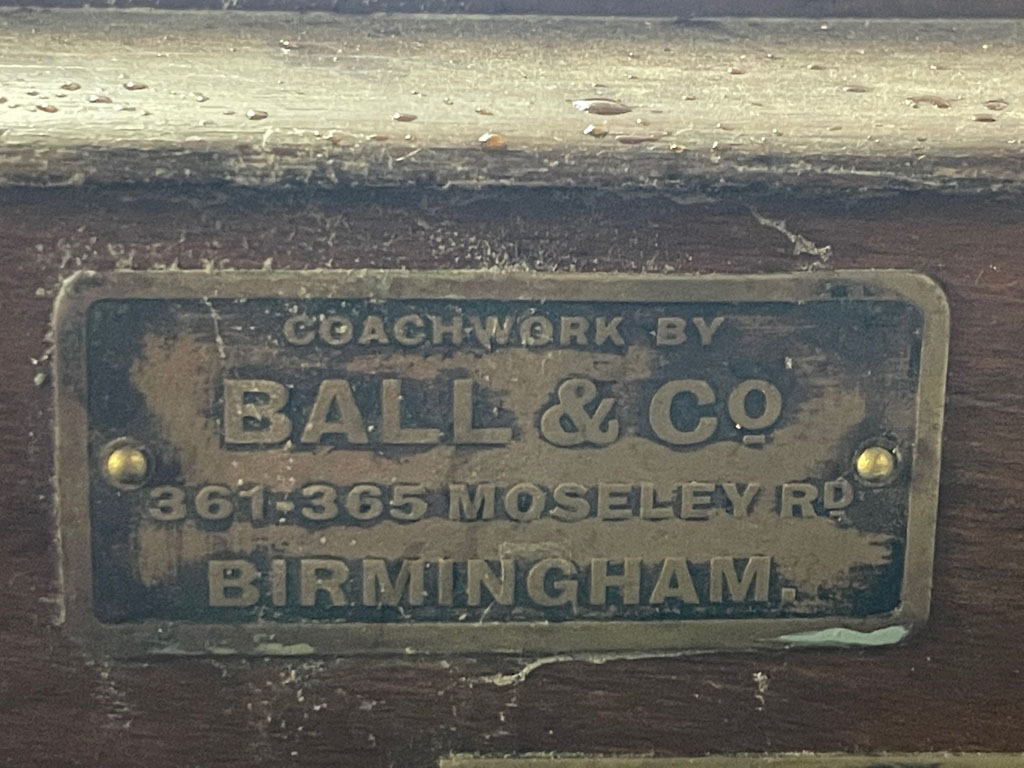 COACHWORK BY
BALL & Cº
361-365 MOSELEY RD
BIRMINGHAM.